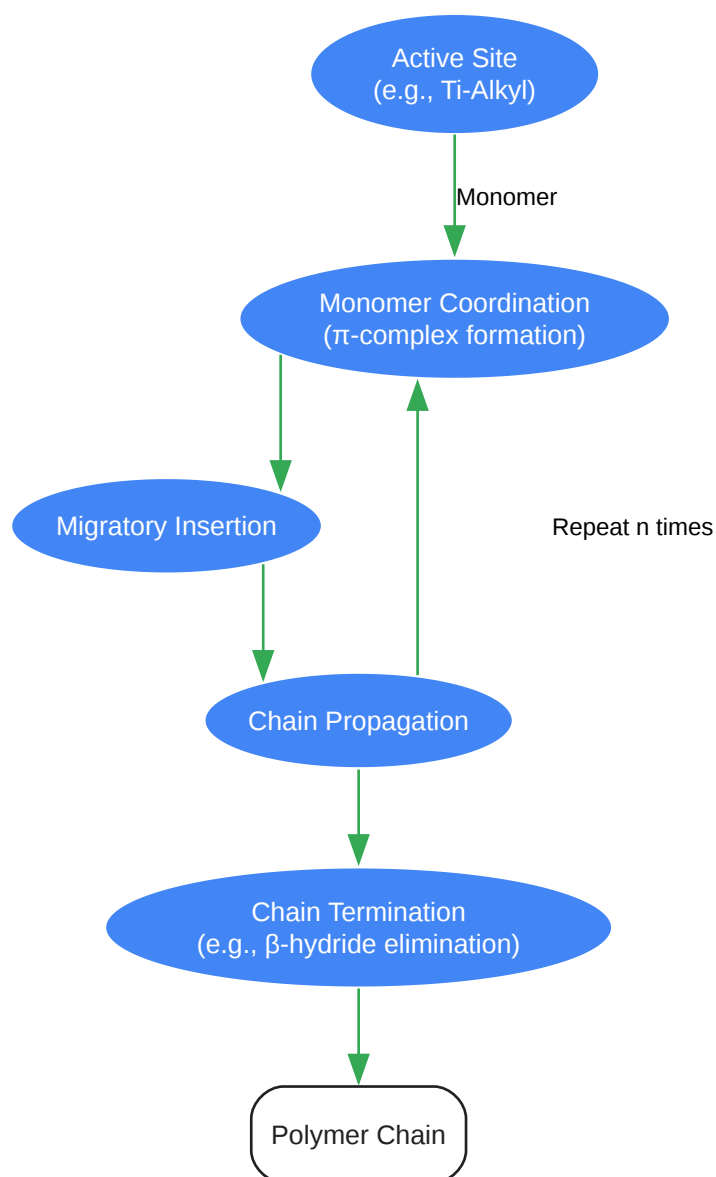 Active Site
(e.g., Ti-Alkyl)
Monomer
Monomer Coordination
(π-complex formation)
Migratory Insertion
Repeat n times
Chain Propagation
Chain Termination
(e.g., β-hydride elimination)
Polymer Chain